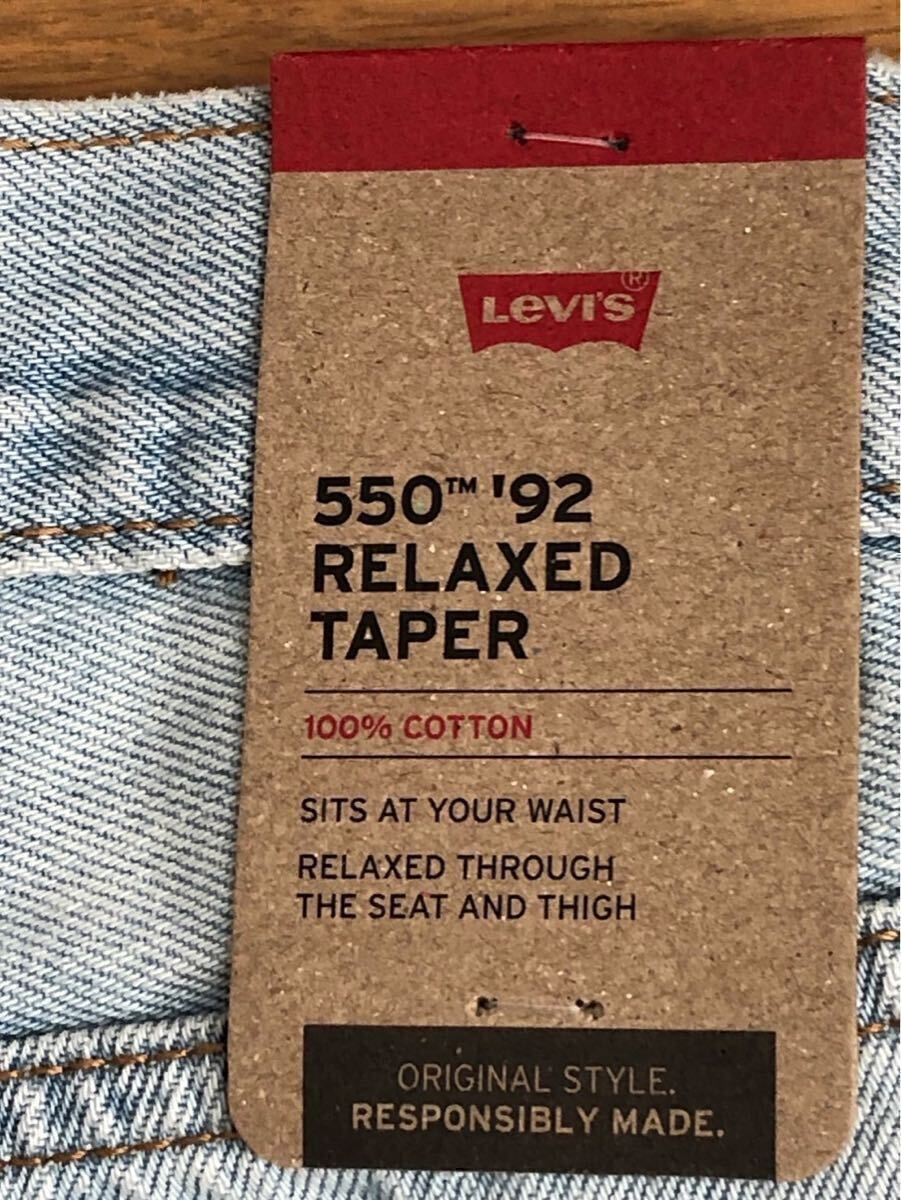 LEVI'S®
550™ '92
RELAXED
TAPER
100% COTTON
SITS AT YOUR WAIST
RELAXED THROUGH
THE SEAT AND THIGH
ORIGINAL STYLE.
RESPONSIBLY MADE.